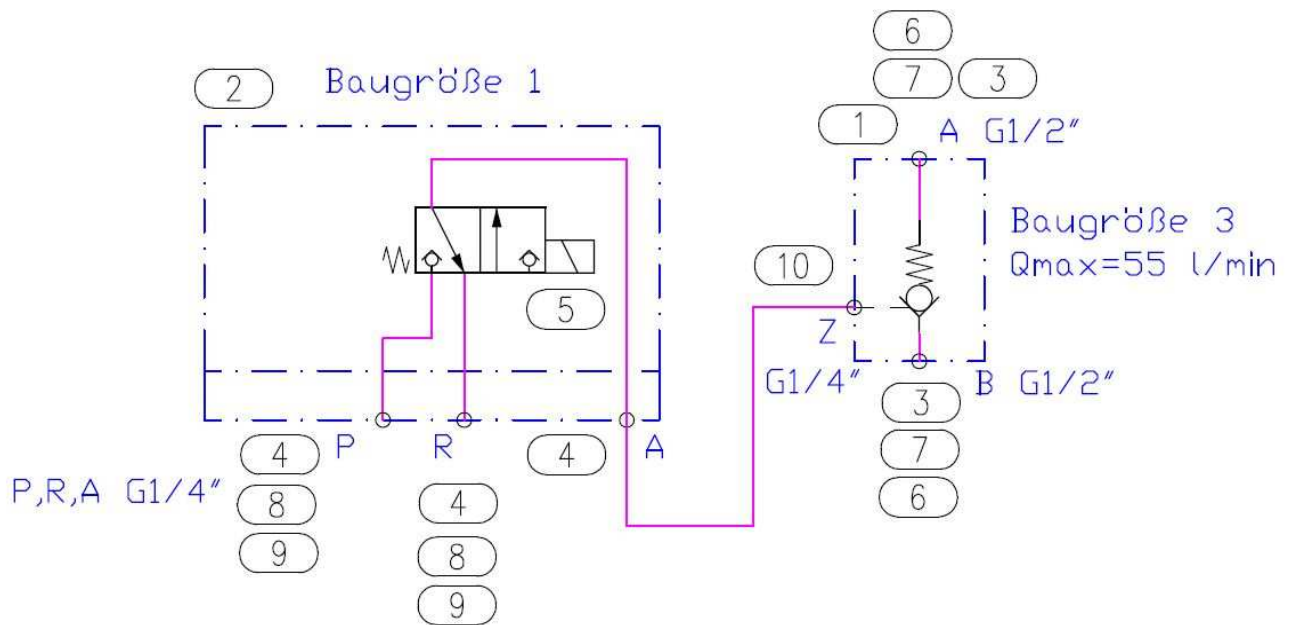 6
7 3
2 Baugröße 1
1 A G1/2"
Baugröße 3
Qmax=55 l/min
10
5
Z
G1/4" B G1/2"
3
P R A
4 4
7
P,R,A G1/4" 8 4 6
9 8
9